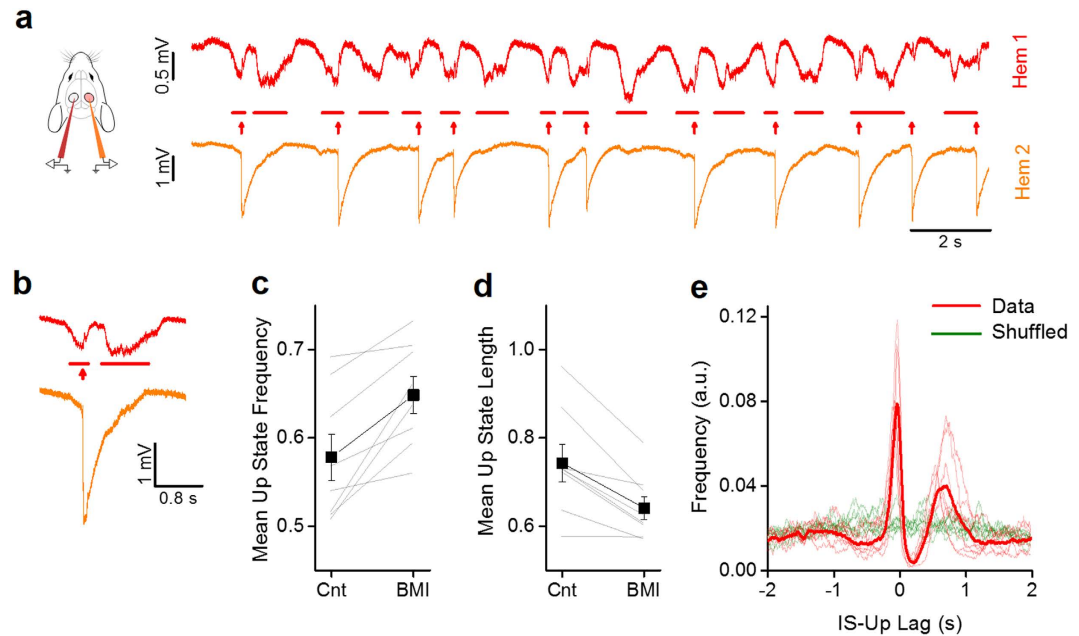 a
0.5 mV
Hem 1
1 mV
Hem 2
2 s
b
1 mV
0.8 s
c
Mean Up State Frequency
0.7
0.6
0.5
Cnt
BMI
d
Mean Up State Length
1.0
0.8
0.6
Cnt
BMI
e
Data
Shuffled
Frequency (a.u.)
0.12
0.08
0.04
0.00
-2
-1
0
1
2
IS-Up Lag (s)